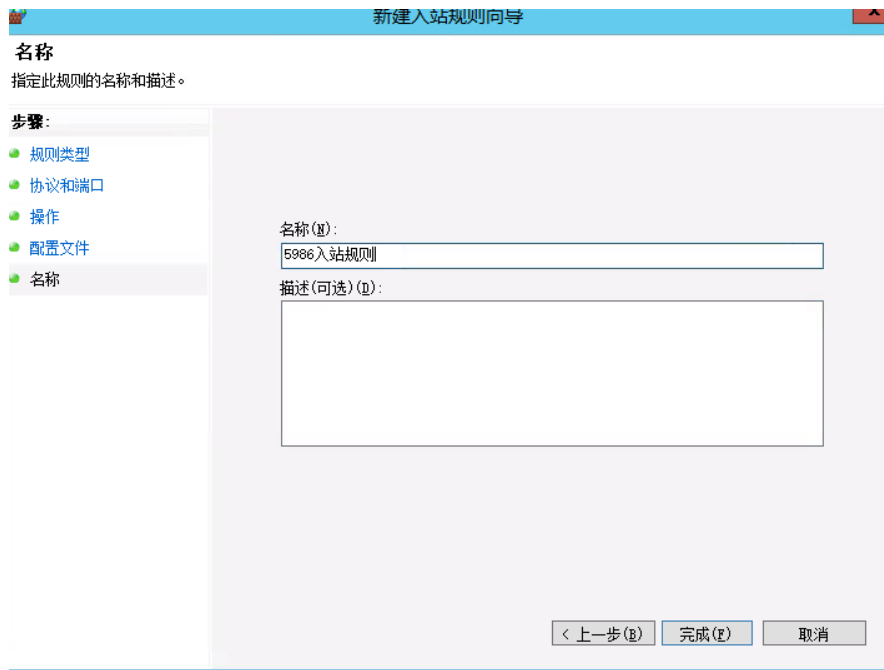 新建入站规则向导
名称
指定此规则的名称和描述。
步骤:
规则类型
协议和端口
操作
配置文件
名称
名称(N):
5986入站规则
描述(可选)(D):
< 上一步(B)
完成(F)
取消